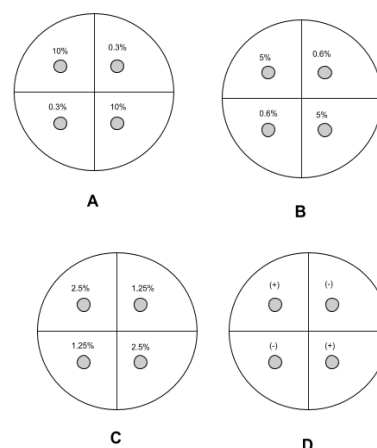 10% 0.3%
0.3% 10%
A
5% 0.6%
0.6% 5%
B
2.5% 1.25%
1.25% 2.5%
C
(+) (-)
(-) (+)
D